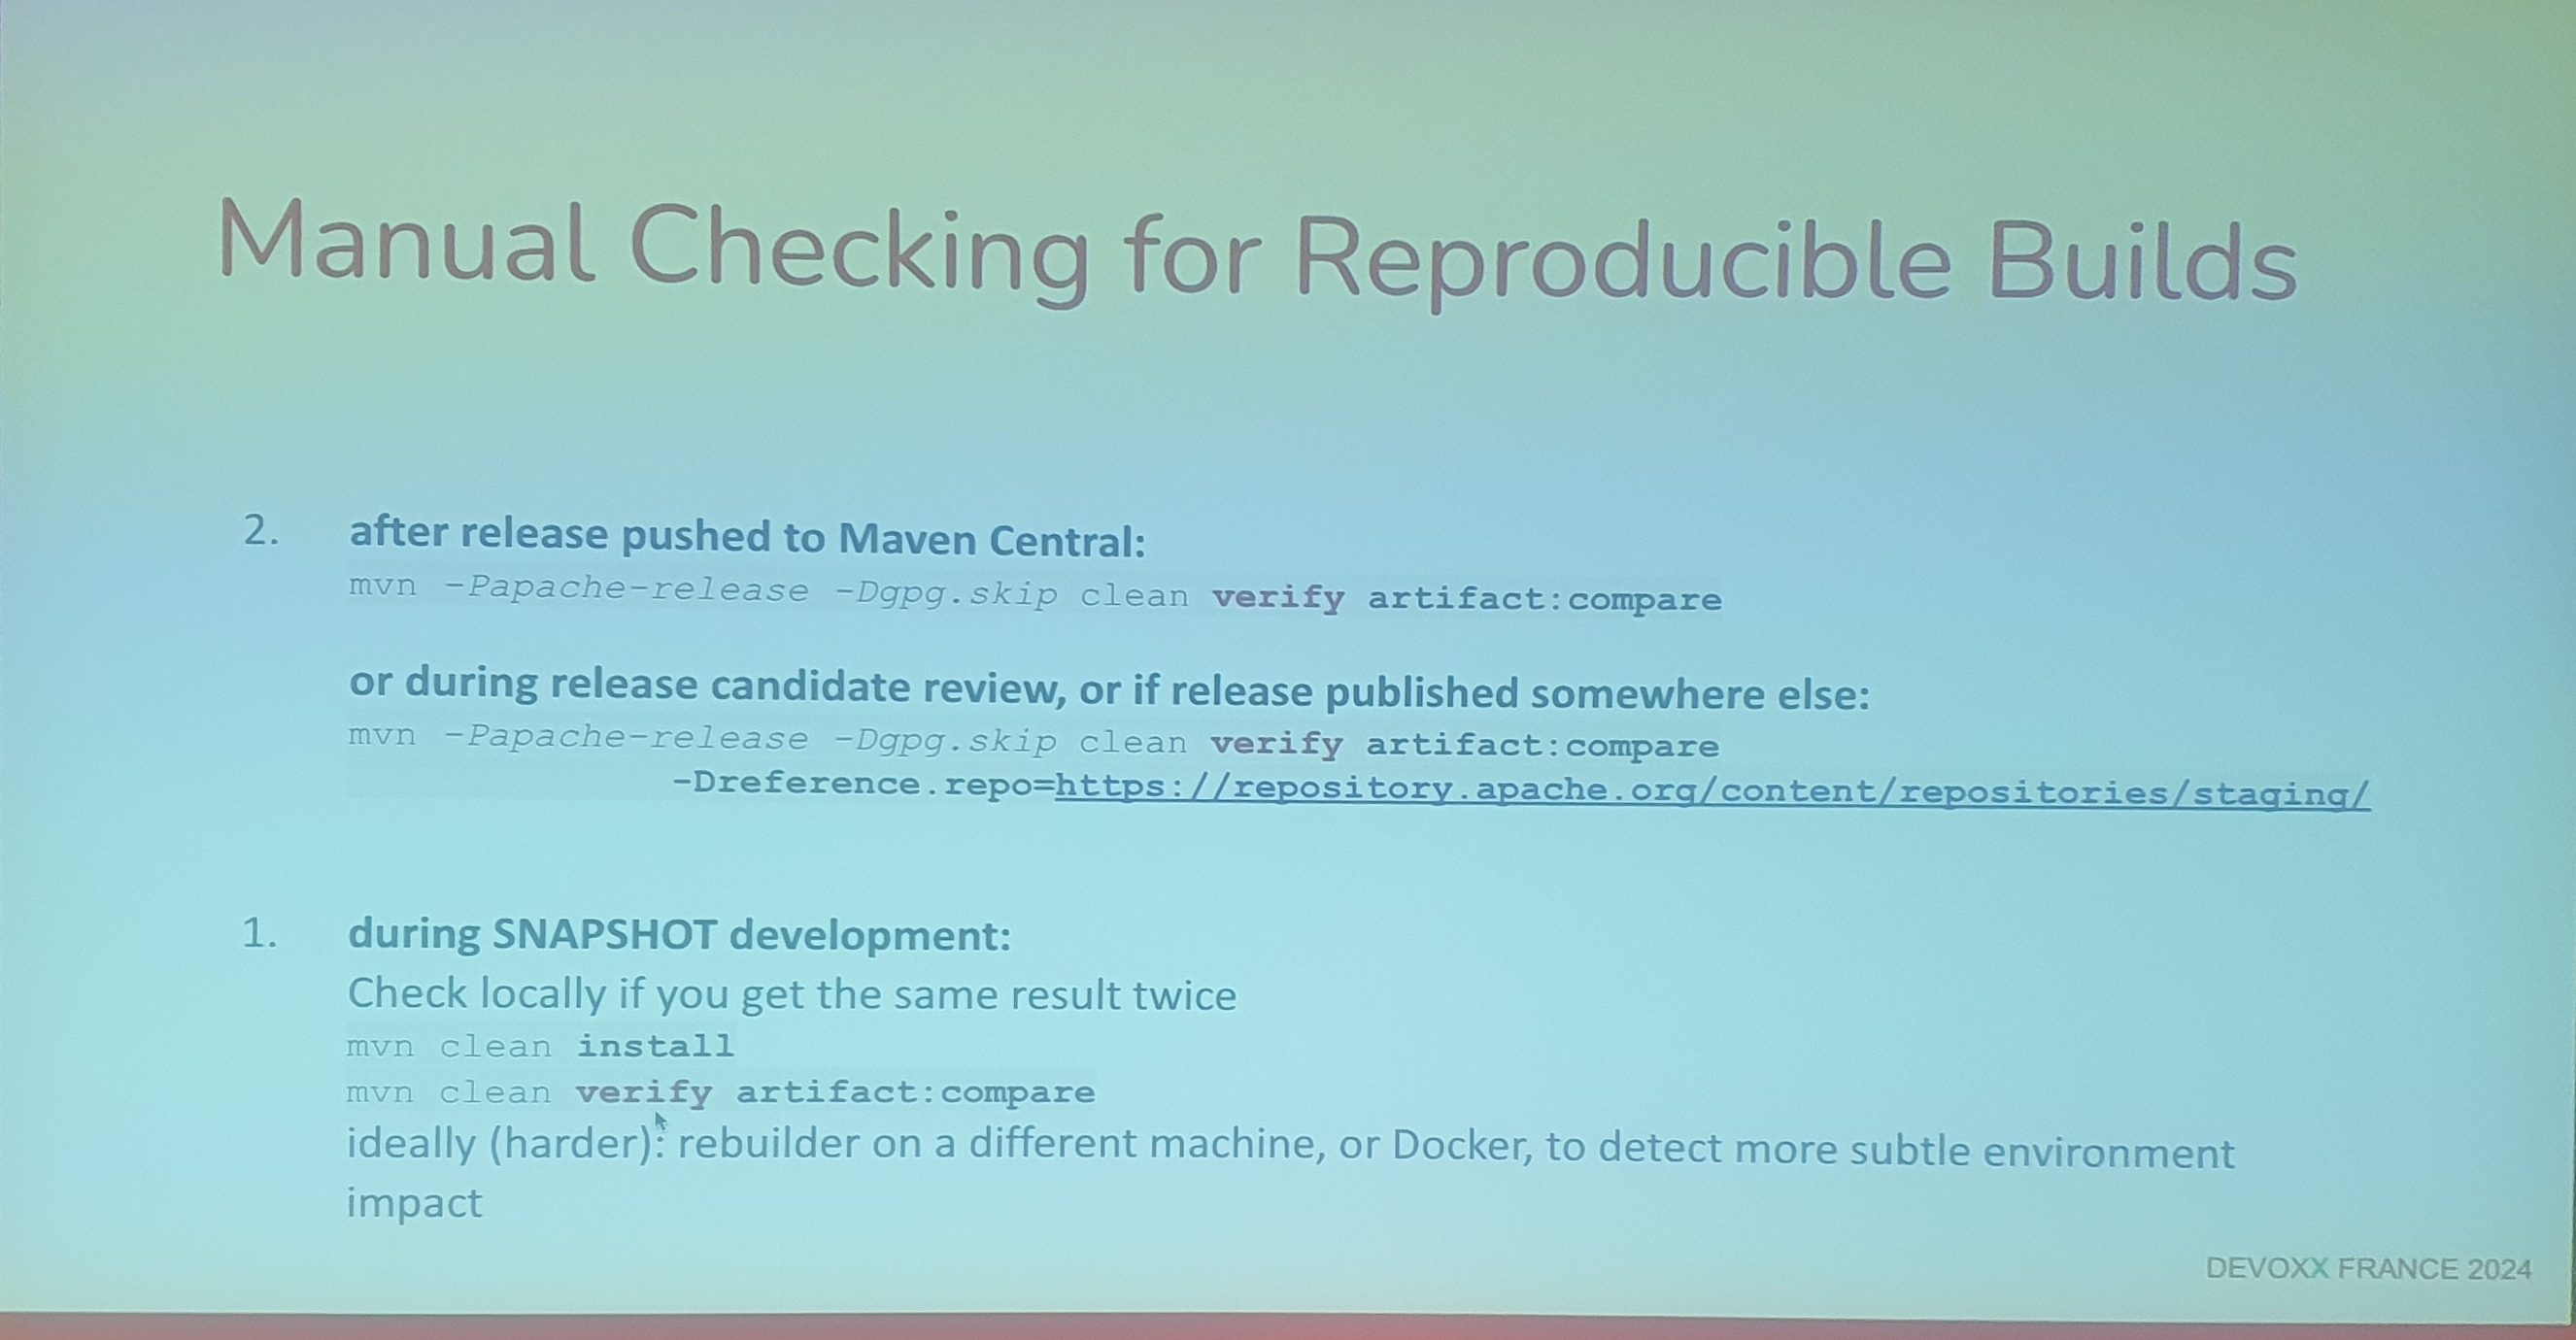 Manual Checking for Reproducible Builds
2. after release pushed to Maven Central:
mvn -Papache-release -Dgpg.skip clean verify artifact:compare
or during release candidate review, or if release published somewhere else:
mvn -Papache-release -Dgpg.skip clean verify artifact:compare
-Dreference.repo=https://repository.apache.org/content/repositories/staging/
1. during SNAPSHOT development:
Check locally if you get the same result twice
mvn clean install
mvn clean verify artifact:compare
ideally (harder): rebuilder on a different machine, or Docker, to detect more subtle environment
impact
DEVOXX FRANCE 2024